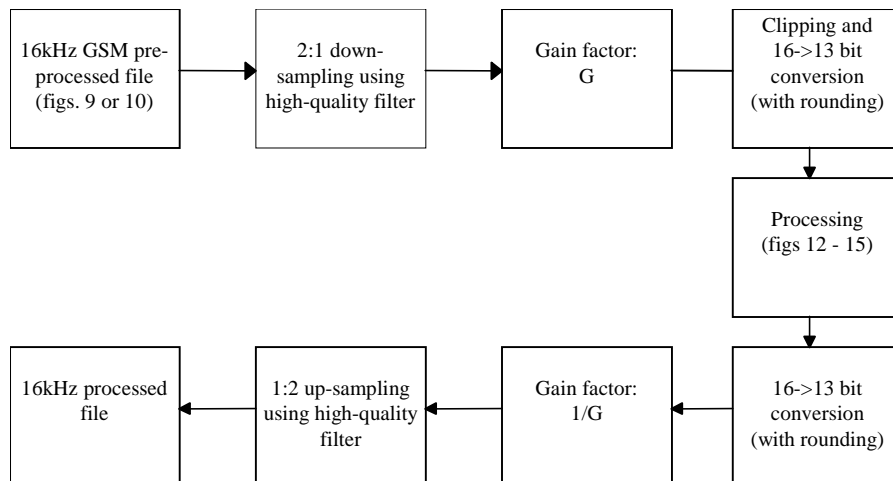 16kHz GSM pre-
processed file
(figs. 9 or 10)
2:1 down-
sampling using
high-quality filter
Gain factor:
G
Clipping and
16->13 bit
conversion
(with rounding)
Processing
(figs 12 - 15)
16->13 bit
conversion
(with rounding)
Gain factor:
1/G
1:2 up-sampling
using high-quality
filter
16kHz processed
file